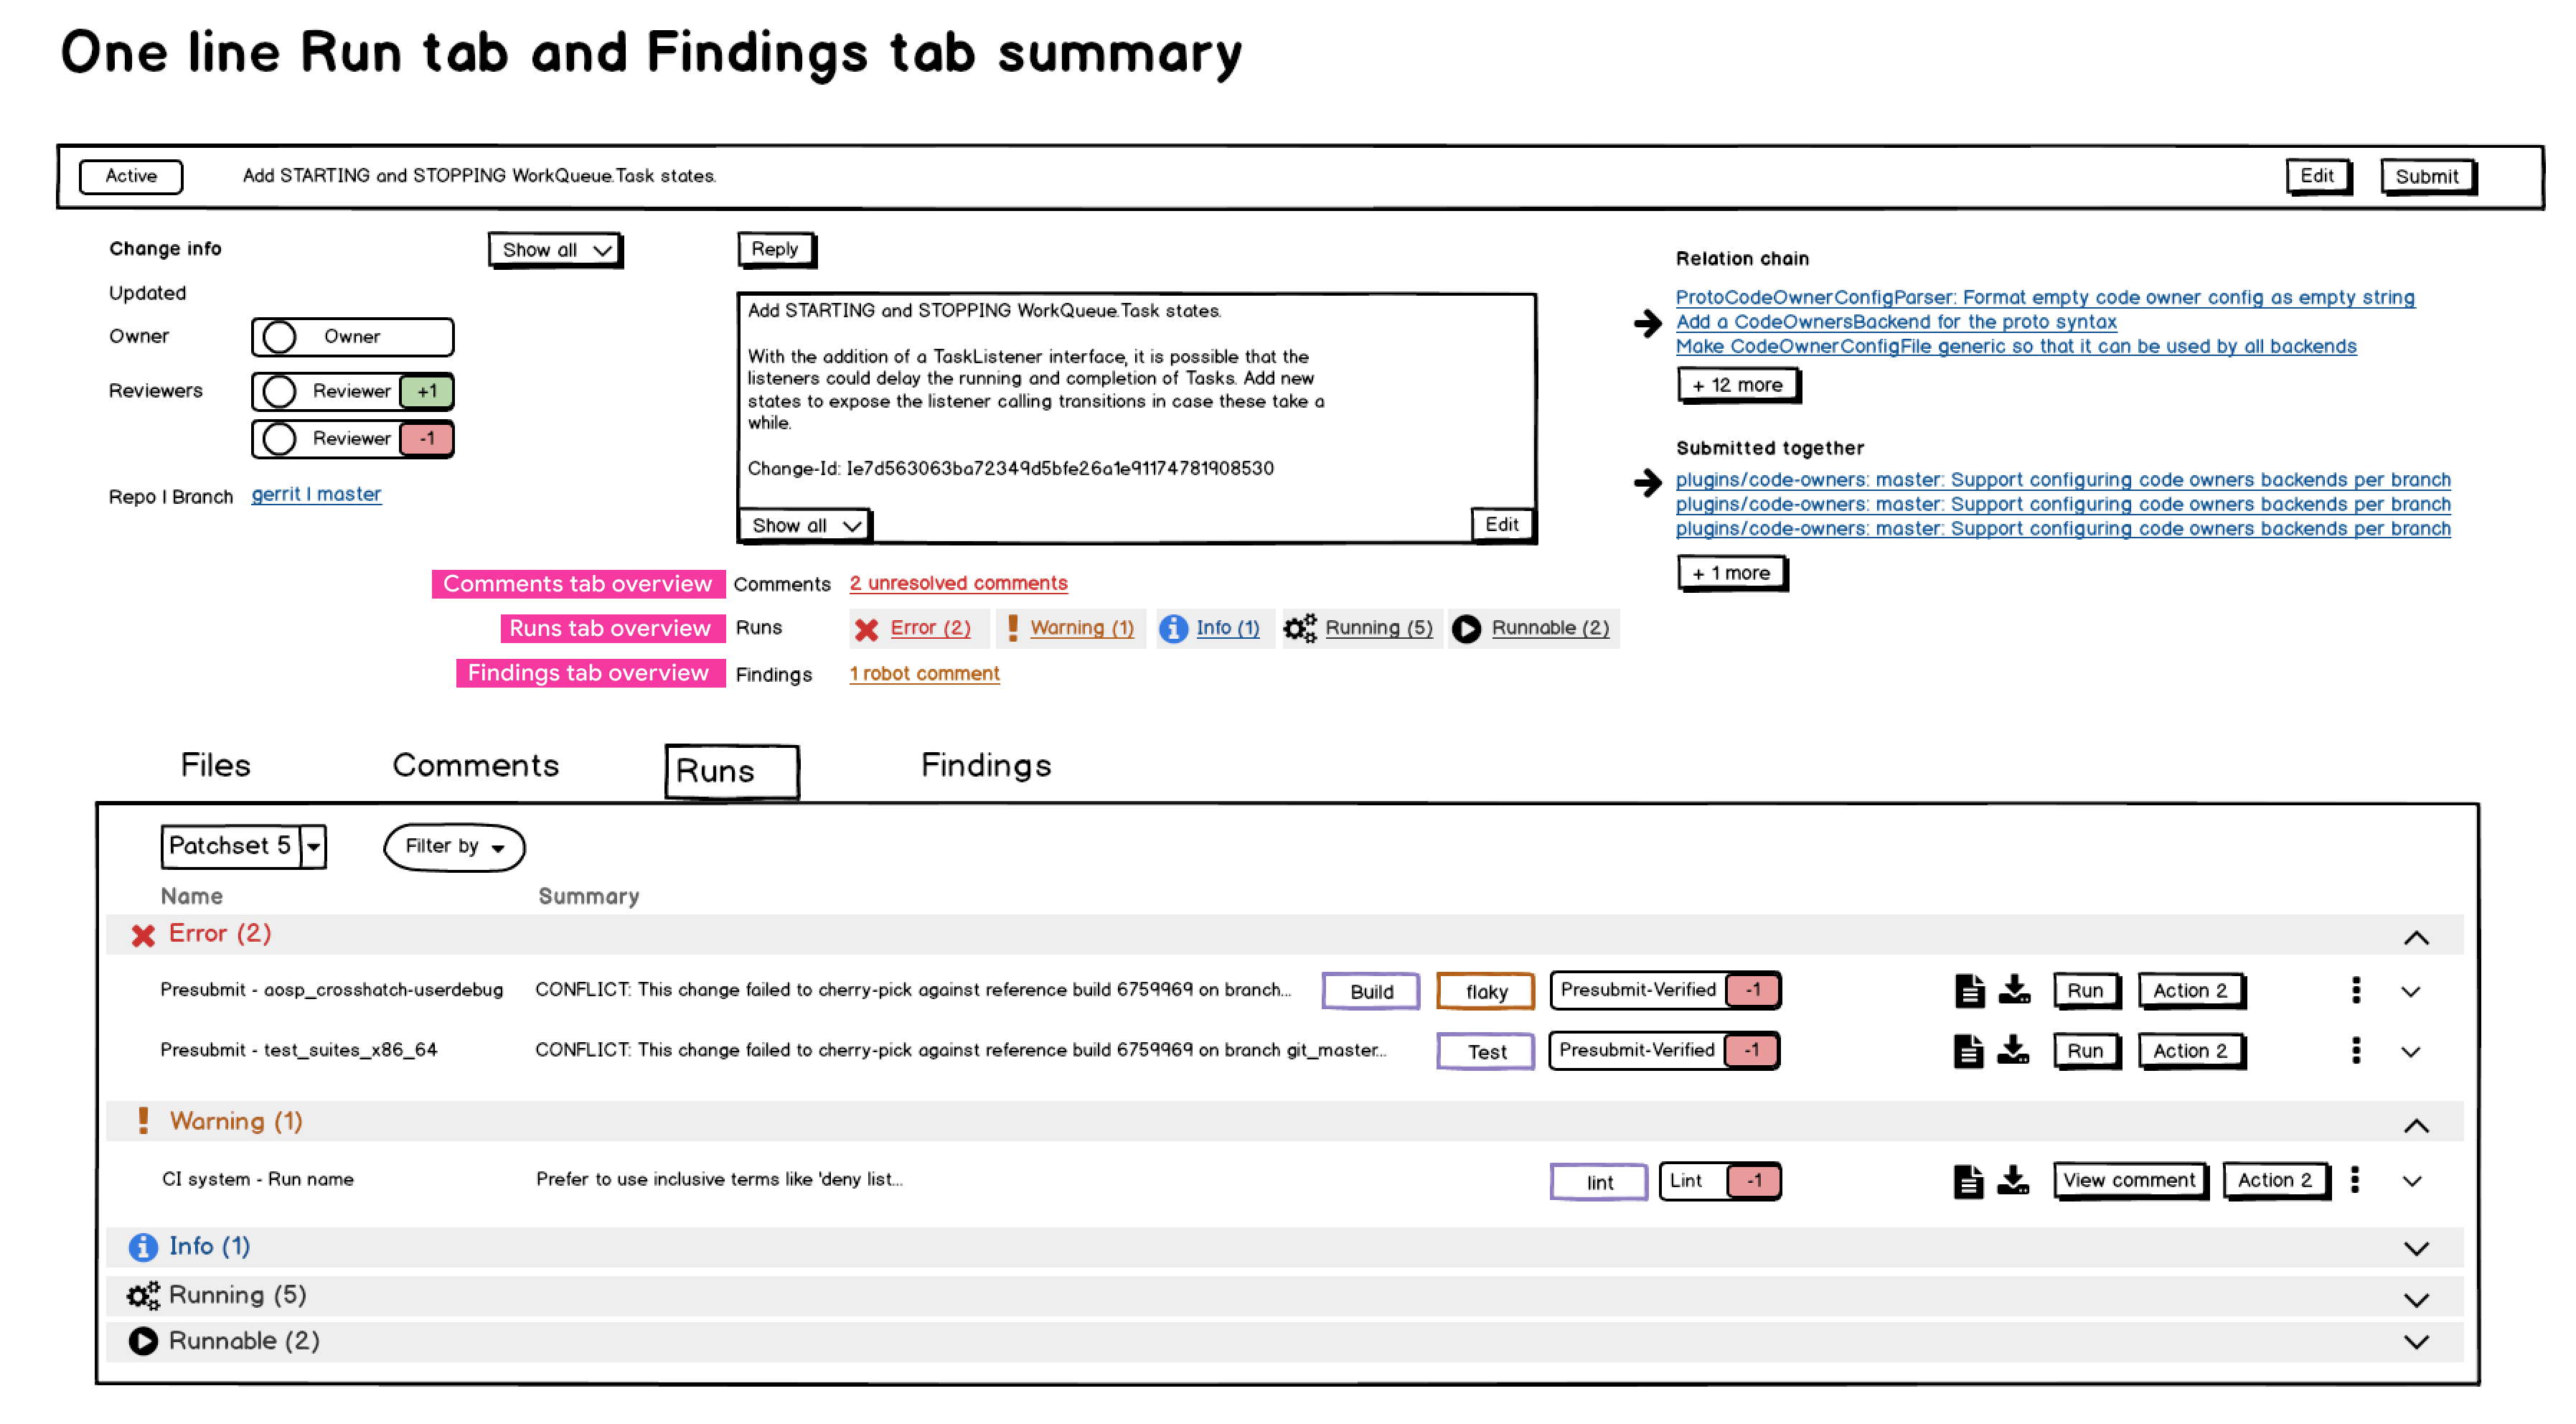 One line Run tab and Findings tab summary
Active
Add STARTING and STOPPING WorkQueue.Task states.
Edit
Submit
Change info
Show all
Updated
Owner
Owner
Reviewers
Reviewer +1
Reviewer -1
Repo | Branch
gerrit | master
Reply
Add STARTING and STOPPING WorkQueue.Task states.
With the addition of a TaskListener interface, it is possible that the
listeners could delay the running and completion of Tasks. Add new
states to expose the listener calling transitions in case these take a
while.
Change-Id: Ie7d563063ba72349d5bfe26a1e91174781908530
Show all
Edit
Relation chain
ProtoCodeOwnerConfigParser: Format empty code owner config as empty string
Add a CodeOwnersBackend for the proto syntax
Make CodeOwnerConfigFile generic so that it can be used by all backends
+ 12 more
Submitted together
plugins/code-owners: master: Support configuring code owners backends per branch
plugins/code-owners: master: Support configuring code owners backends per branch
plugins/code-owners: master: Support configuring code owners backends per branch
+ 1 more
Comments tab overview
Comments
2 unresolved comments
Runs tab overview
Runs
Error (2)
Warning (1)
Info (1)
Running (5)
Runnable (2)
Findings tab overview
Findings
1 robot comment
Files
Comments
Runs
Findings
Patchset 5
Filter by
Name
Summary
Error (2)
Presubmit - aosp_crosshatch-userdebug
CONFLICT: This change failed to cherry-pick against reference build 6759969 on branch...
Build
flaky
Presubmit-Verified -1
Run
Action 2
Presubmit - test_suites_x86_64
CONFLICT: This change failed to cherry-pick against reference build 6759969 on branch git_master...
Test
Presubmit-Verified -1
Run
Action 2
Warning (1)
CI system - Run name
Prefer to use inclusive terms like 'deny list...
lint
Lint -1
View comment
Action 2
Info (1)
Running (5)
Runnable (2)